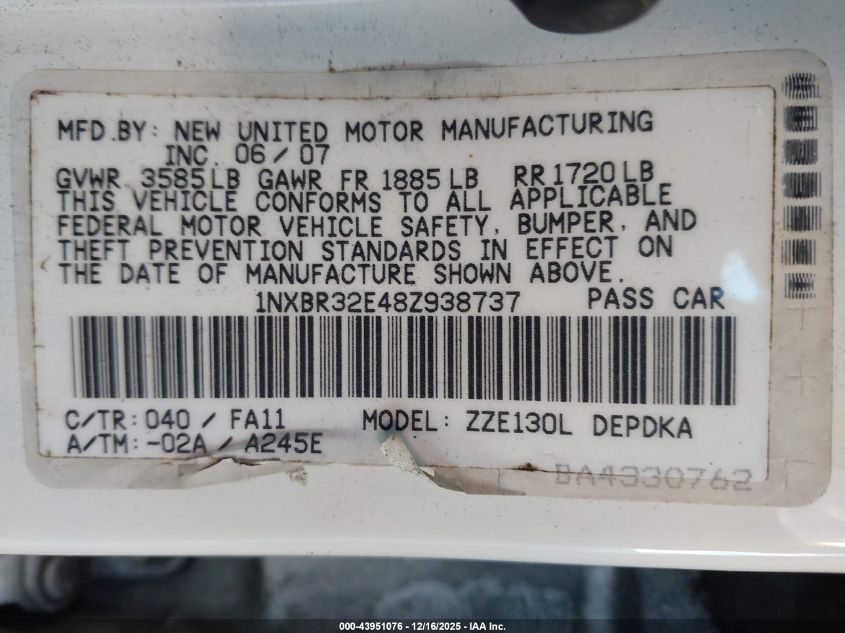 MFD.BY: NEW UNITED MOTOR MANUFACTURING
INC. 06/07
GVWR 3585LB GAWR FR 1885LB RR1720LB
THIS VEHICLE CONFORMS TO ALL APPLICABLE
FEDERAL MOTOR VEHICLE SAFETY, BUMPER, AND
THEFT PREVENTION STANDARDS IN EFFECT ON
THE DATE OF MANUFACTURE SHOWN ABOVE.
1NXBR32E48Z938737 PASS CAR
C/TR: 040 / FA11 MODEL: ZZE130L DEPDKA
A/TM: -02A / A245E
BA4330762
000-43951076 - 12/16/2025 - IAA Inc.